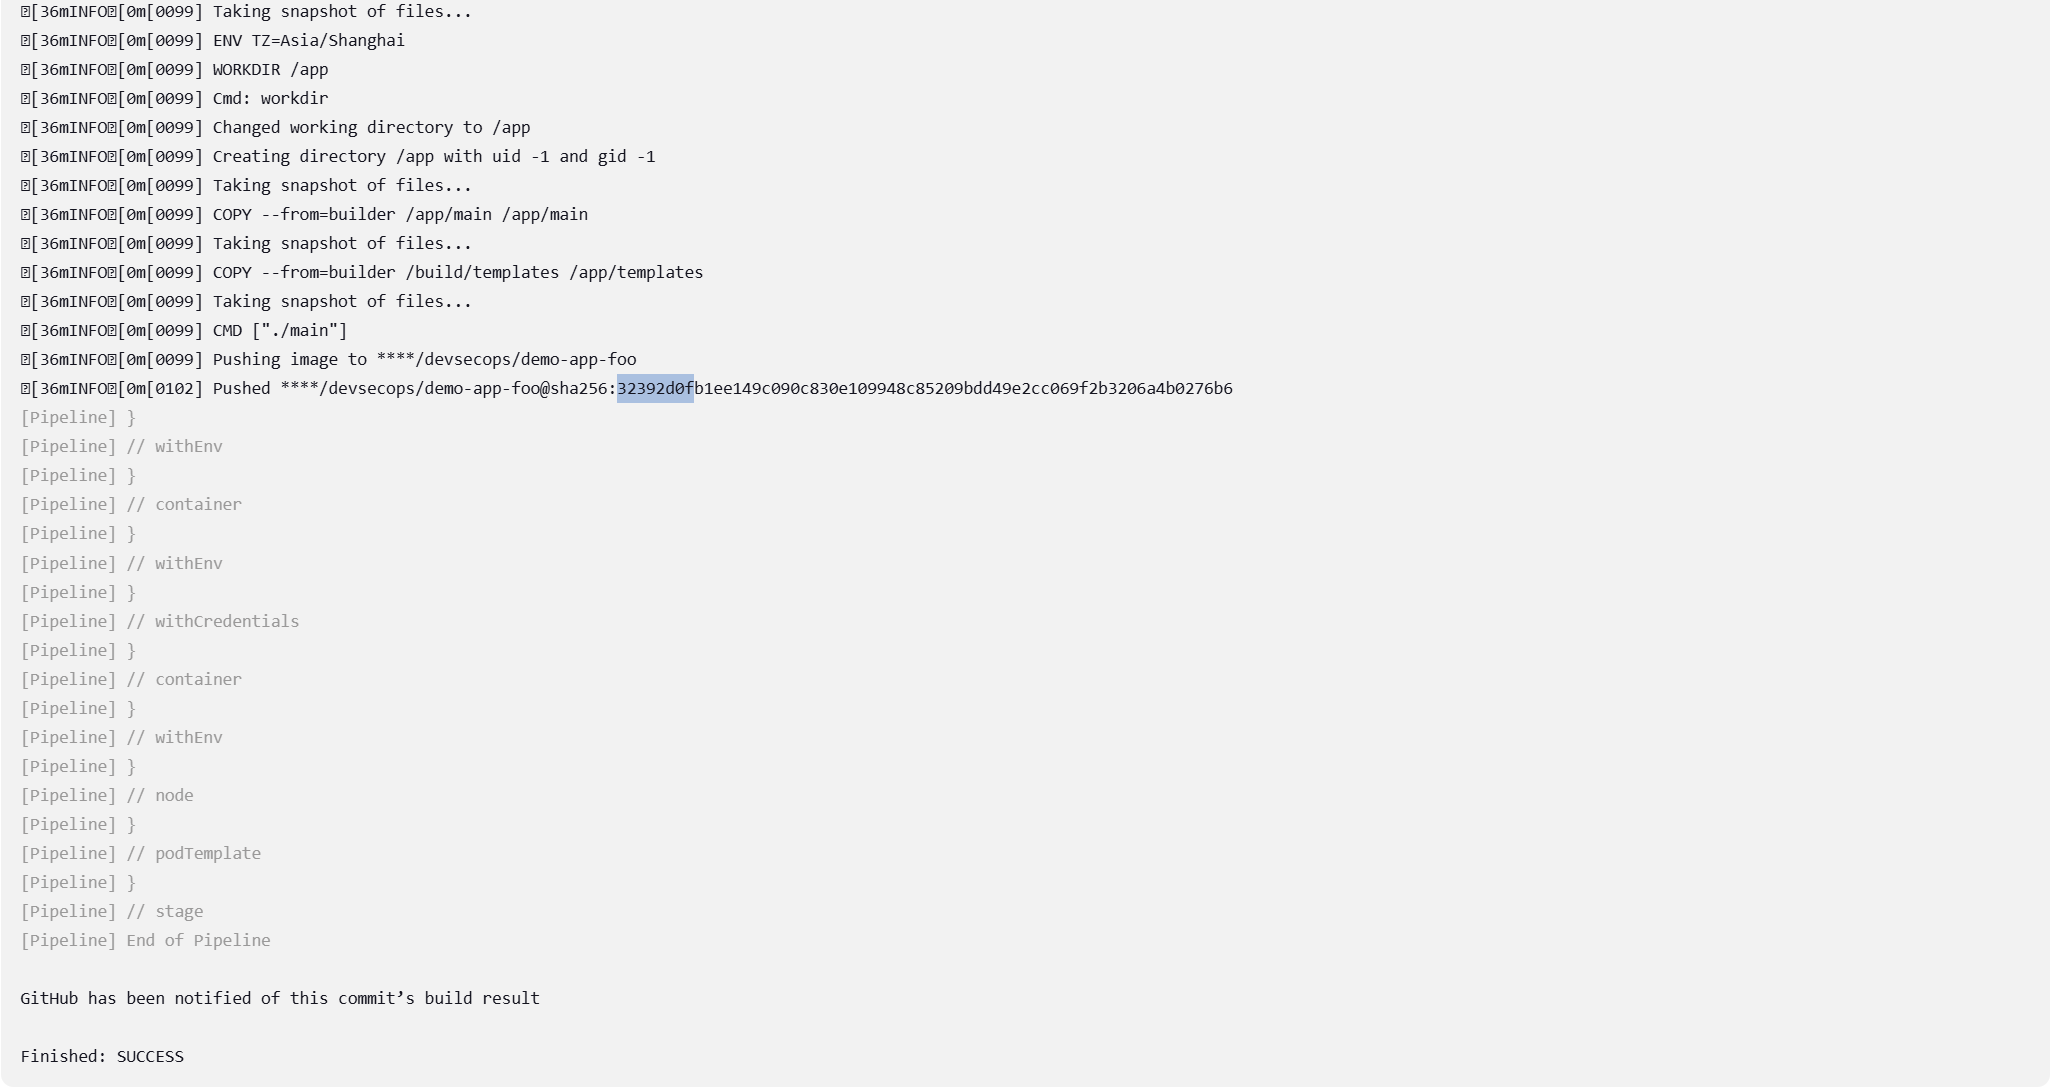 [36mINFO[0m[0099] Taking snapshot of files...
[36mINFO[0m[0099] ENV TZ=Asia/Shanghai
[36mINFO[0m[0099] WORKDIR /app
[36mINFO[0m[0099] Cmd: workdir
[36mINFO[0m[0099] Changed working directory to /app
[36mINFO[0m[0099] Creating directory /app with uid -1 and gid -1
[36mINFO[0m[0099] Taking snapshot of files...
[36mINFO[0m[0099] COPY --from=builder /app/main /app/main
[36mINFO[0m[0099] Taking snapshot of files...
[36mINFO[0m[0099] COPY --from=builder /build/templates /app/templates
[36mINFO[0m[0099] Taking snapshot of files...
[36mINFO[0m[0099] CMD ["./main"]
[36mINFO[0m[0099] Pushing image to ****/devsecops/demo-app-foo
[36mINFO[0m[0102] Pushed ****/devsecops/demo-app-foo@sha256:32392d0fb1ee149c090c830e109948c85209bdd49e2cc069f2b3206a4b0276b6
[Pipeline] }
[Pipeline] // withEnv
[Pipeline] }
[Pipeline] // container
[Pipeline] }
[Pipeline] // withEnv
[Pipeline] }
[Pipeline] // withCredentials
[Pipeline] }
[Pipeline] // container
[Pipeline] }
[Pipeline] // withEnv
[Pipeline] }
[Pipeline] // node
[Pipeline] }
[Pipeline] // podTemplate
[Pipeline] }
[Pipeline] // stage
[Pipeline] End of Pipeline
GitHub has been notified of this commit’s build result
Finished: SUCCESS